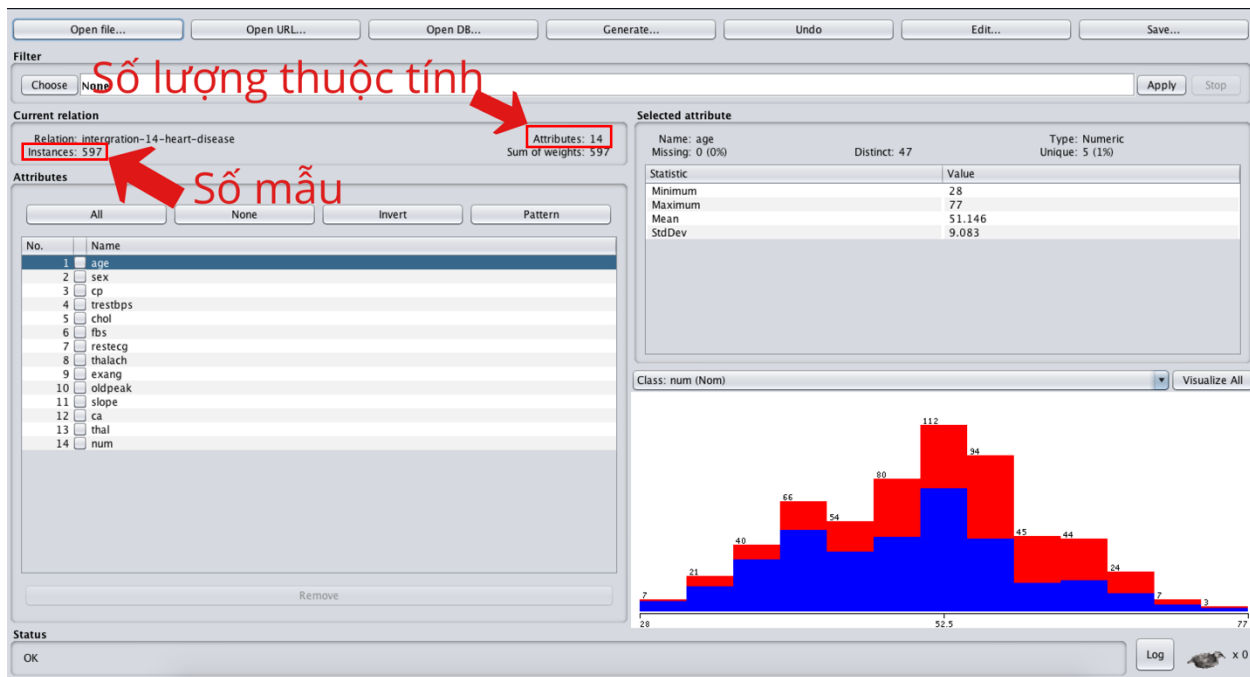 Open file...
Open URL...
Open DB...
Generate...
Undo
Edit...
Save...
Filter
Choose
None
Số lượng thuộc tính
Apply
Stop
Current relation
Relation: intergration-14-heart-disease
Attributes: 14
Instances: 597
Sum of weights: 597
Số mẫu
Attributes
All
None
Invert
Pattern
No. Name
1 age
2 sex
3 cp
4 trestbps
5 chol
6 fbs
7 restecg
8 thalach
9 exang
10 oldpeak
11 slope
12 ca
13 thal
14 num
Remove
Selected attribute
Name: age
Type: Numeric
Missing: 0 (0%)
Distinct: 47
Unique: 5 (1%)
Statistic Value
Minimum 28
Maximum 77
Mean 51.146
StdDev 9.083
Class: num (Nom)
Visualize All
7
21
40
66
54
80
112
94
45
44
24
7
3
28
52.5
77
Status
OK
Log
x 0